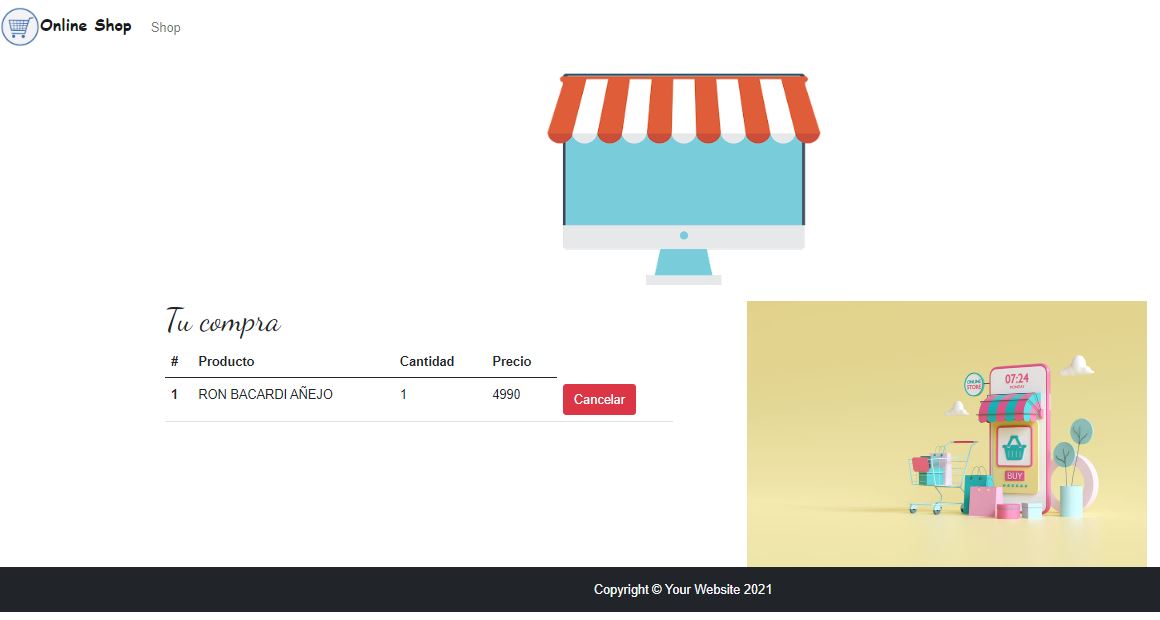 Online Shop Shop
Tu compra
# Producto Cantidad Precio
1 RON BACARDI AÑEJO 1 4990 Cancelar
ONLINE
STORE
07:24
MONDAY
BUY
Copyright © Your Website 2021